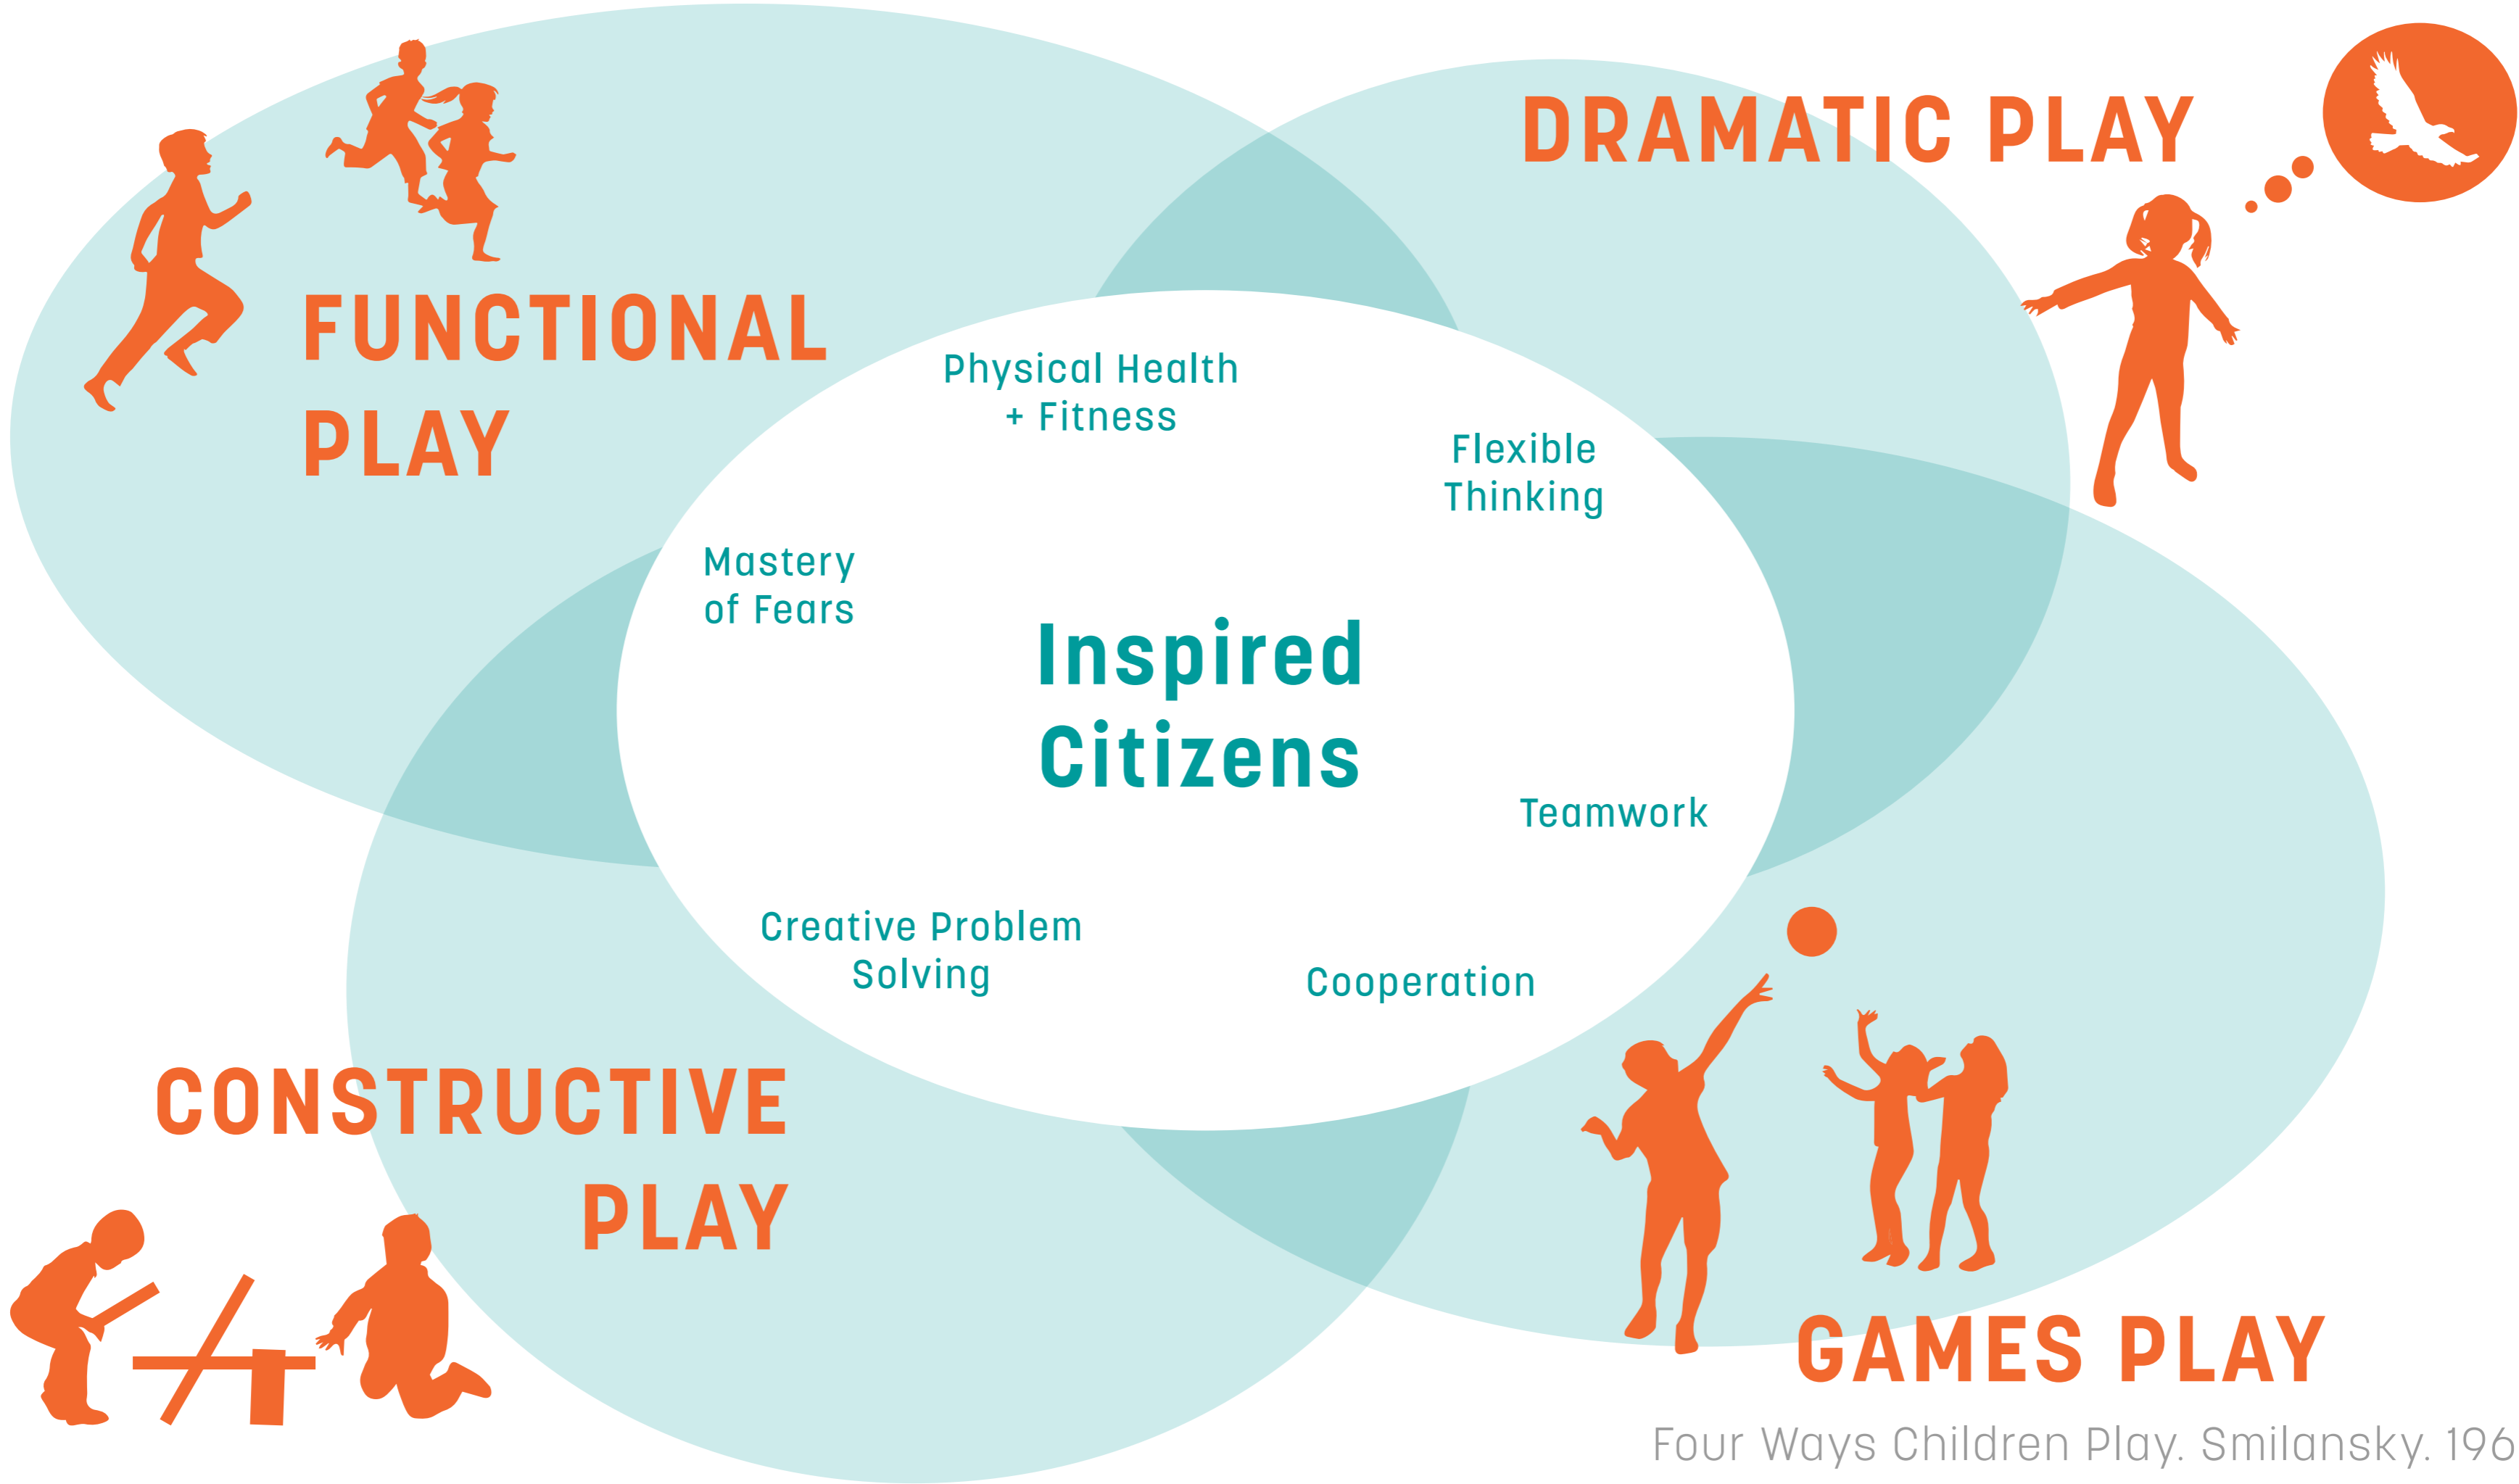 DRAMATIC PLAY
FUNCTIONAL
PLAY
Physical Health
+ Fitness
Flexible
Thinking
Mastery
of Fears
Inspired
Citizens
Teamwork
Creative Problem
Solving
Cooperation
CONSTRUCTIVE
PLAY
GAMES PLAY
Four Ways Children Play. Smilansky. 196